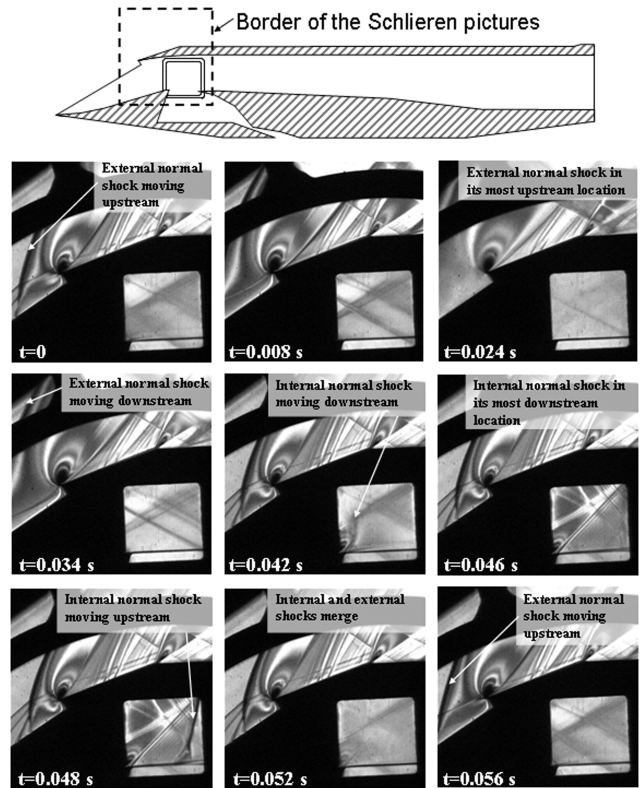 Border of the Schlieren pictures
External normal
shock moving
upstream
t=0
t=0.008 s
External normal shock in
its most upstream location
t=0.024 s
External normal shock
moving downstream
t=0.034 s
Internal normal shock
moving downstream
t=0.042 s
Internal normal shock in
its most downstream
location
t=0.046 s
Internal normal shock
moving upstream
t=0.048 s
Internal and external
shocks merge
t=0.052 s
External normal
shock moving
upstream
t=0.056 s